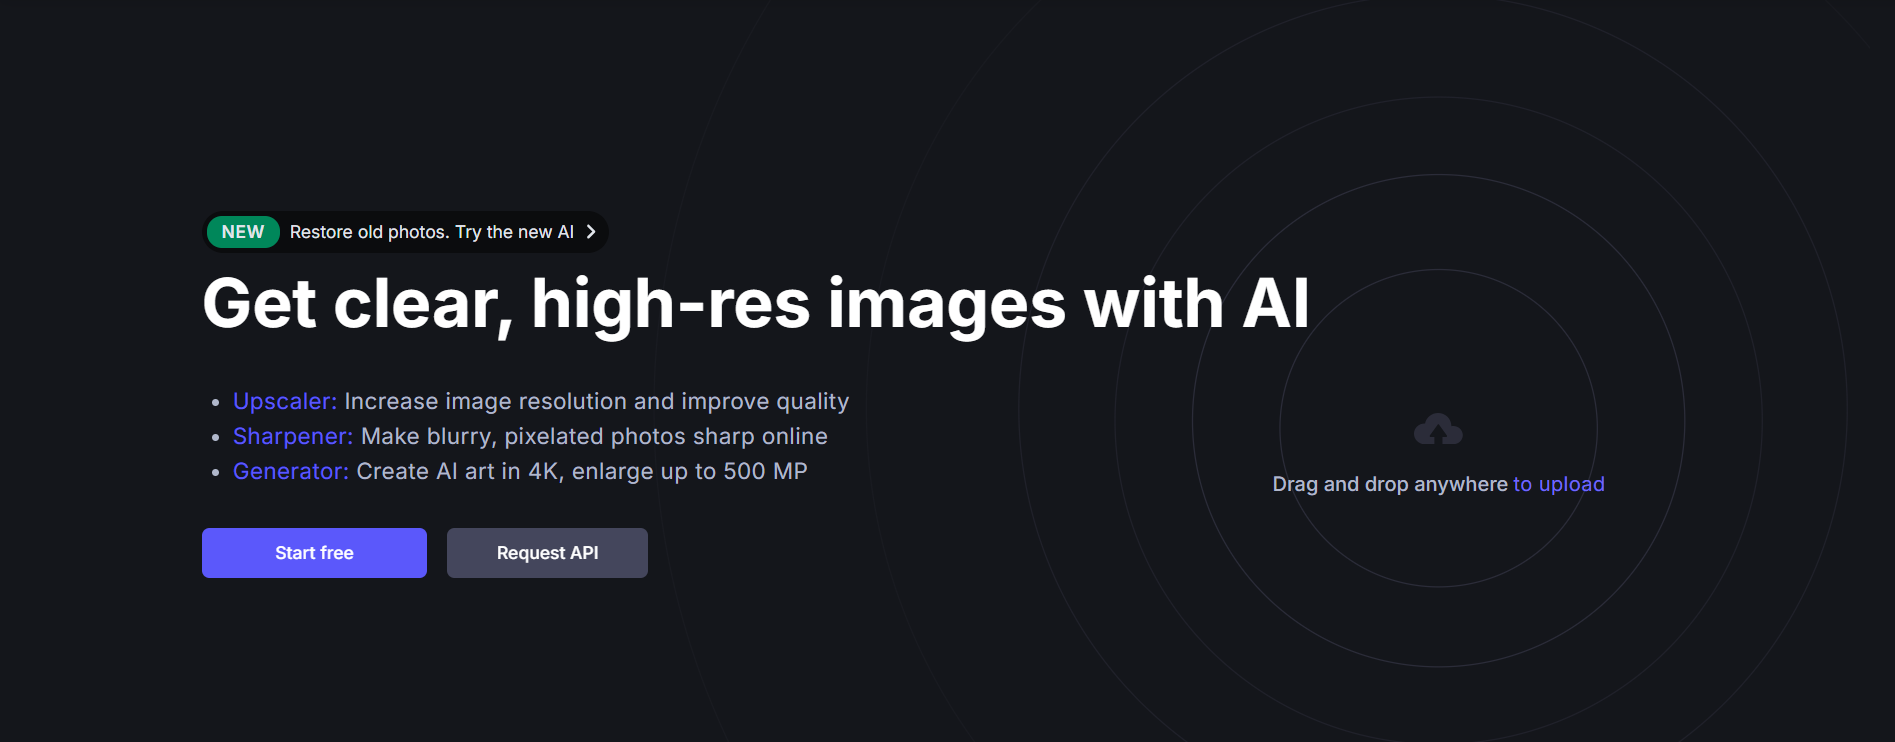 NEW Restore old photos. Try the new AI
Get clear, high-res images with AI
Upscaler: Increase image resolution and improve quality
Sharpener: Make blurry, pixelated photos sharp online
Generator: Create AI art in 4K, enlarge up to 500 MP
Start free
Request API
Drag and drop anywhere to upload